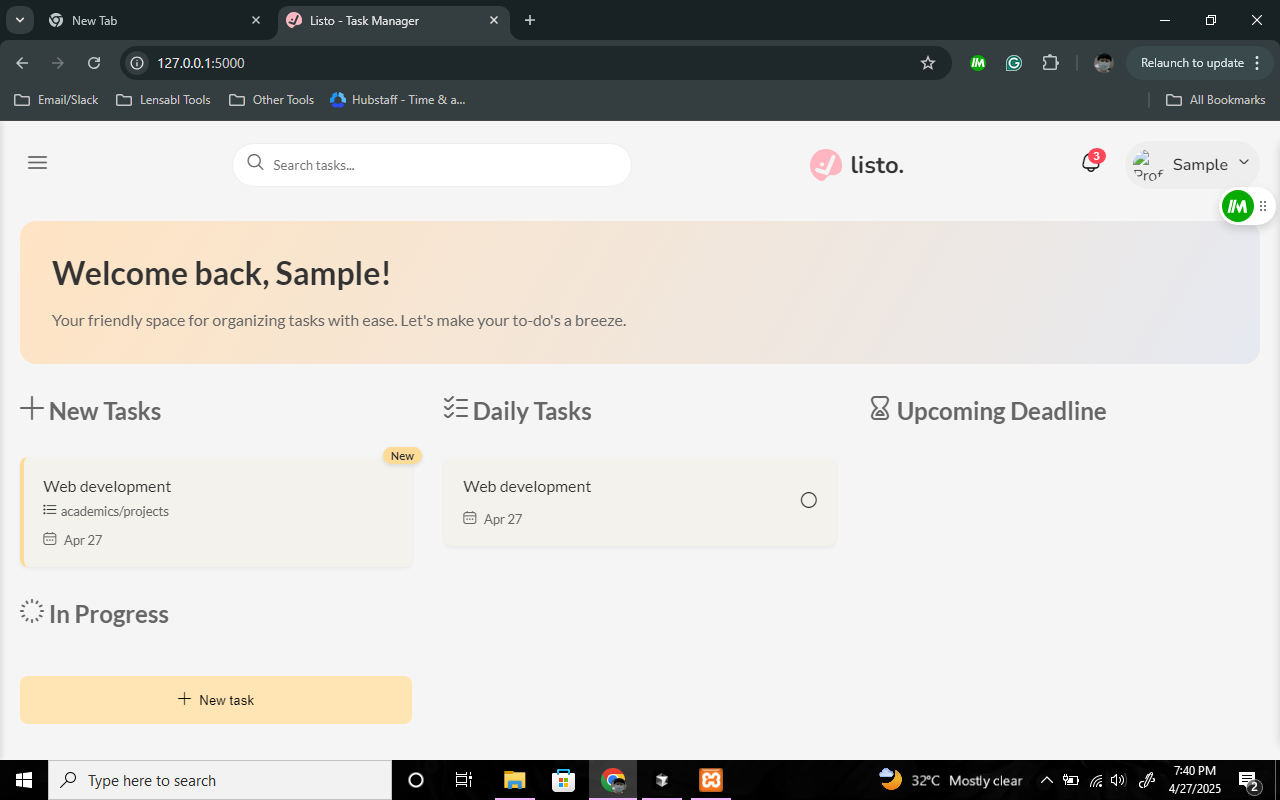 New Tab
Listo - Task Manager
127.0.0.1:5000
Relaunch to update
Email/Slack
Lensabl Tools
Other Tools
Hubstaff - Time & a...
All Bookmarks
Search tasks...
listo.
3
Prof
Sample
Welcome back, Sample!
Your friendly space for organizing tasks with ease. Let's make your to-do's a breeze.
New Tasks
Daily Tasks
Upcoming Deadline
New
Web development
academics/projects
Apr 27
Web development
Apr 27
In Progress
New task
Type here to search
32°C Mostly clear
7:40 PM
4/27/2025
2